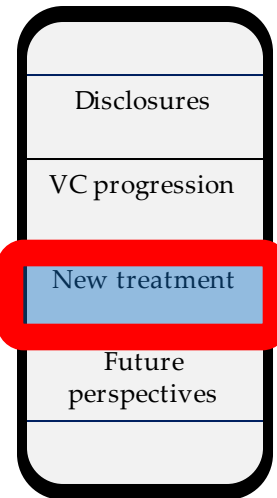 Disclosures
VC progression
New treatment
Future
perspectives